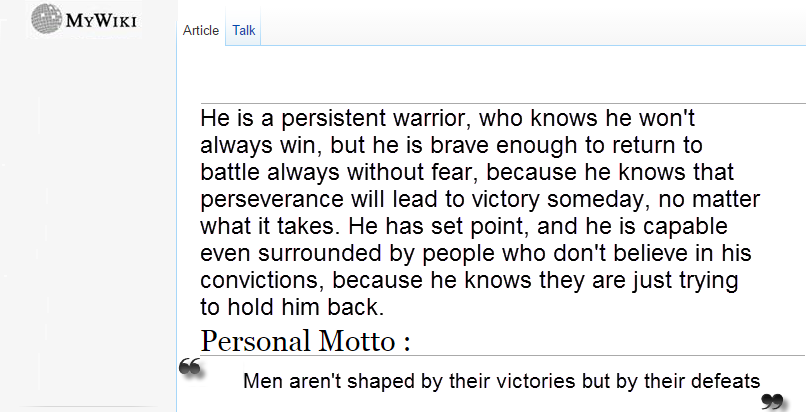 MYWIKI
Article Talk
He is a persistent warrior, who knows he won't
always win, but he is brave enough to return to
battle always without fear, because he knows that
perseverance will lead to victory someday, no matter
what it takes. He has set point, and he is capable
even surrounded by people who don't believe in his
convictions, because he knows they are just trying
to hold him back.
Personal Motto :
❝ Men aren't shaped by their victories but by their defeats ❞